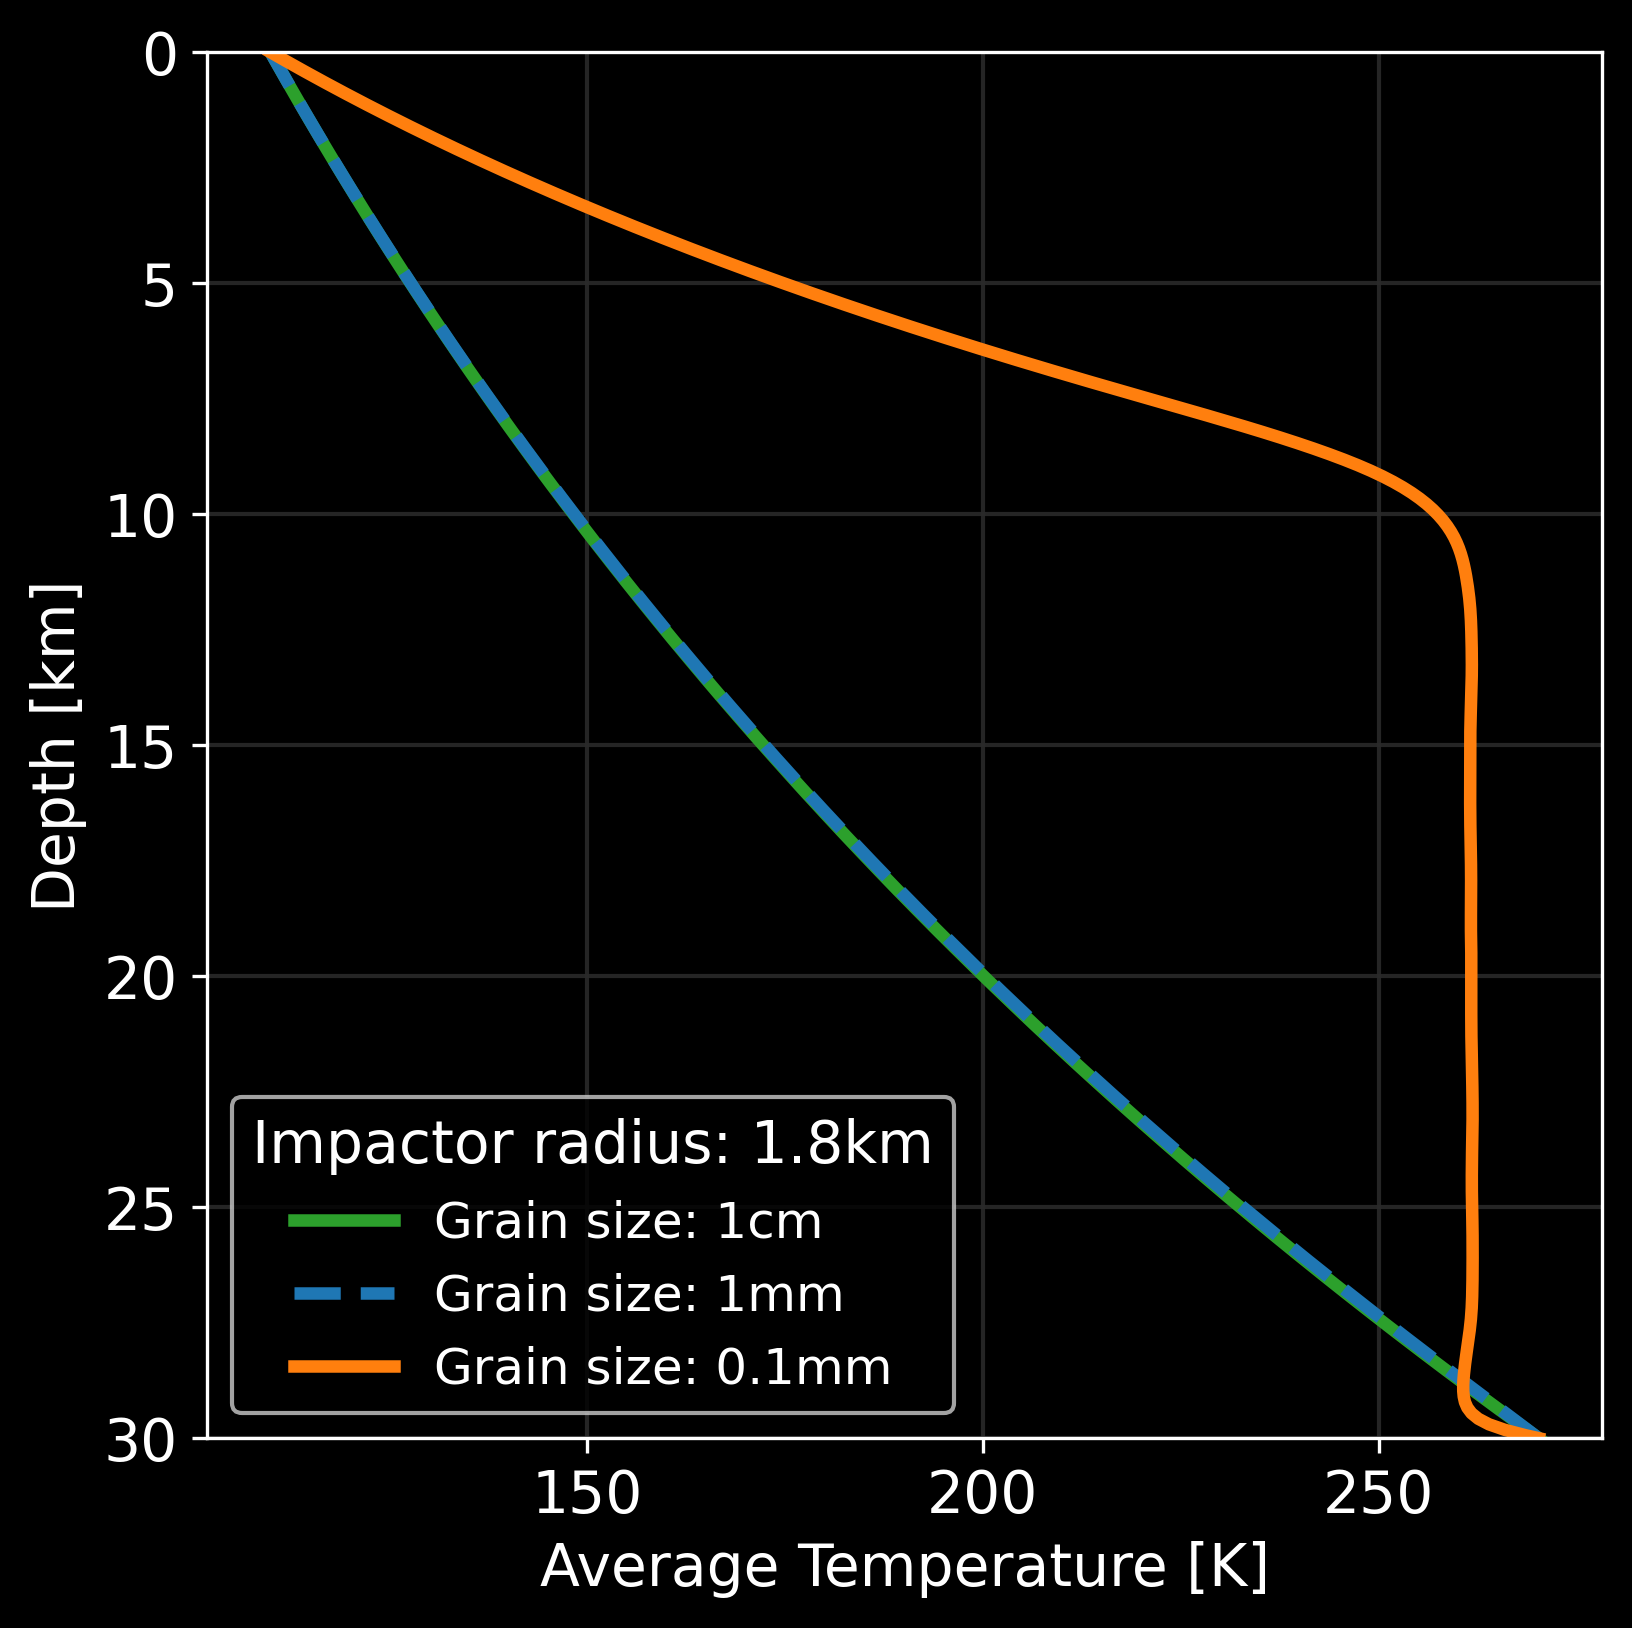 0
5
10
15
20
25
30
Depth [km]
Impactor radius: 1.8km
Grain size: 1cm
Grain size: 1mm
Grain size: 0.1mm
150 200 250
Average Temperature [K]